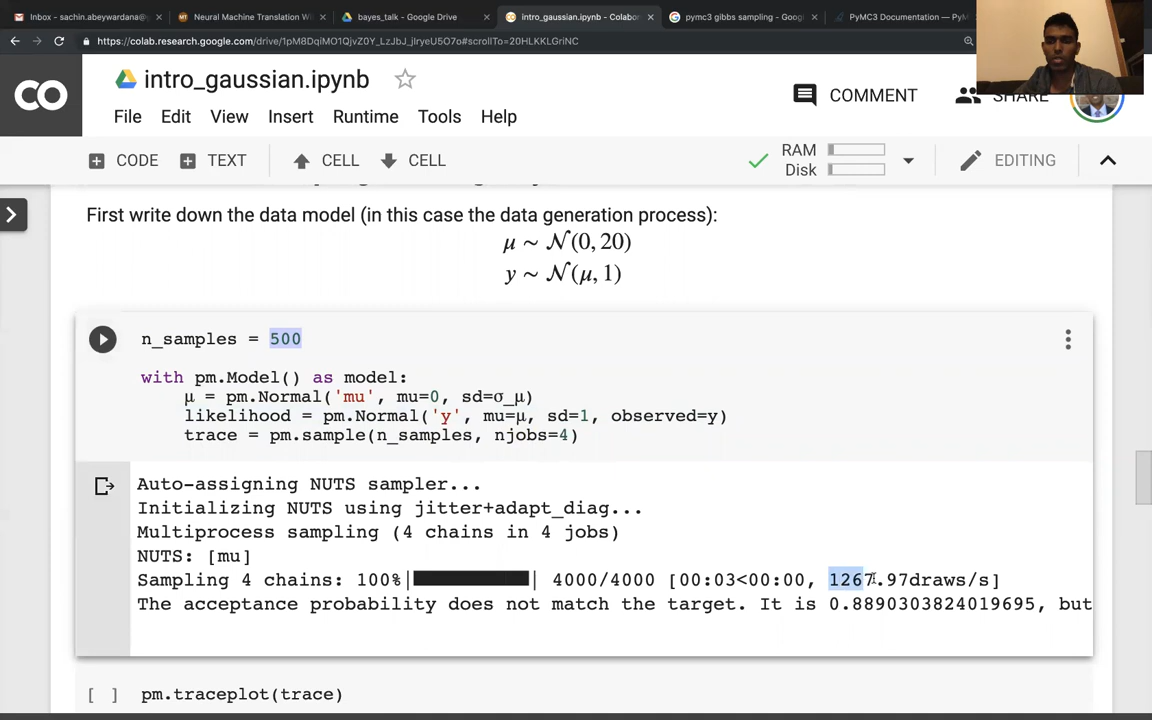 Inbox - sachin.abeywardana@
Neural Machine Translation Wi
bayes_talk - Google Drive
intro_gaussian.ipynb - Colabor
pymc3 gibbs sampling - Goog
PyMC3 Documentation — PyM
https://colab.research.google.com/drive/1pM8DqiMO1QjvZ0Y_LzJbJ_jlryeU5O7o#scrollTo=20HLKKLGriNC
CO
intro_gaussian.ipynb
COMMENT
SHARE
File Edit View Insert Runtime Tools Help
CODE TEXT CELL CELL
RAM
Disk
EDITING
First write down the data model (in this case the data generation process):
μ ∼ 𝒩(0, 20)
y ∼ 𝒩(μ, 1)
n_samples = 500
with pm.Model() as model:
μ = pm.Normal('mu', mu=0, sd=σ_μ)
likelihood = pm.Normal('y', mu=μ, sd=1, observed=y)
trace = pm.sample(n_samples, njobs=4)
Auto-assigning NUTS sampler...
Initializing NUTS using jitter+adapt_diag...
Multiprocess sampling (4 chains in 4 jobs)
NUTS: [mu]
Sampling 4 chains: 100%|██████████| 4000/4000 [00:03<00:00, 1267.97draws/s]
The acceptance probability does not match the target. It is 0.8890303824019695, but
[ ] pm.traceplot(trace)